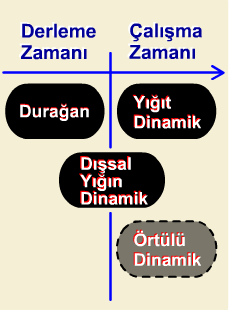 Derleme
Zamanı
Çalışma
Zamanı
Durağan
Yığıt
Dinamik
Dışsal
Yığın
Dinamik
Örtülü
Dinamik